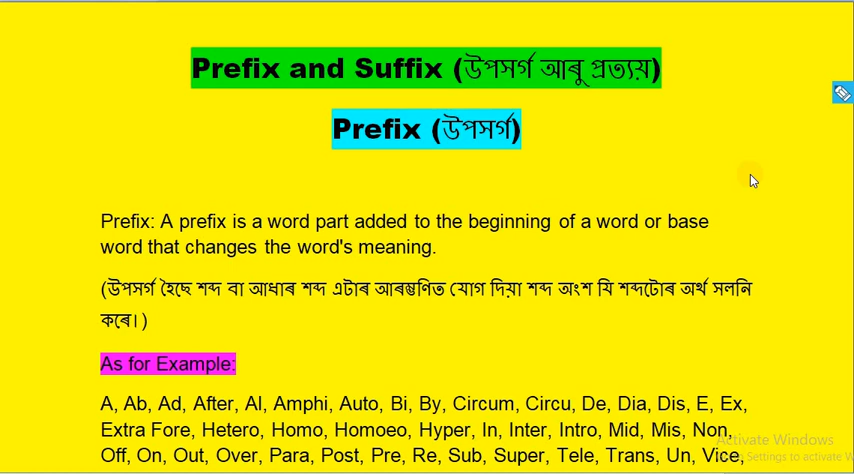 Prefix and Suffix (উপসৰ্গ আৰু প্ৰত্যয়)
Prefix (উপসৰ্গ)
Prefix: A prefix is a word part added to the beginning of a word or base
word that changes the word's meaning.
(উপসৰ্গ হৈছে শব্দ বা আধাৰ শব্দ এটাৰ আৰম্ভণিত যোগ দিয়া শব্দ অংশ যি শব্দটোৰ অৰ্থ সলনি
কৰে।)
As for Example:
A, Ab, Ad, After, Al, Amphi, Auto, Bi, By, Circum, Circu, De, Dia, Dis, E, Ex,
Extra Fore, Hetero, Homo, Homoeo, Hyper, In, Inter, Intro, Mid, Mis, Non,
Off, On, Out, Over, Para, Post, Pre, Re, Sub, Super, Tele, Trans, Un, Vice,
Activate Windows
Settings to activate W